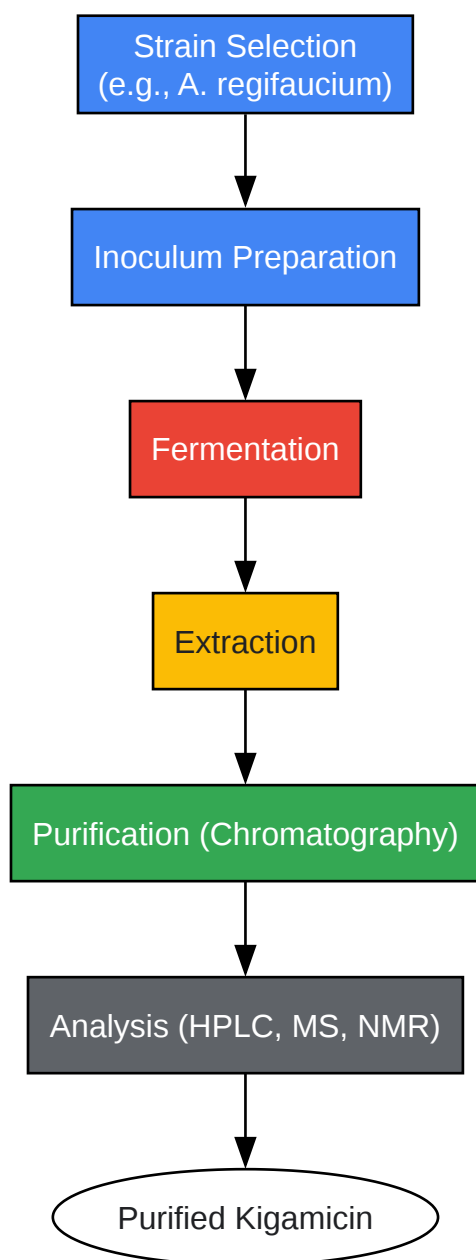 Strain Selection
(e.g., A. regifaucium)
Inoculum Preparation
Fermentation
Extraction
Purification (Chromatography)
Analysis (HPLC, MS, NMR)
Purified Kigamicin